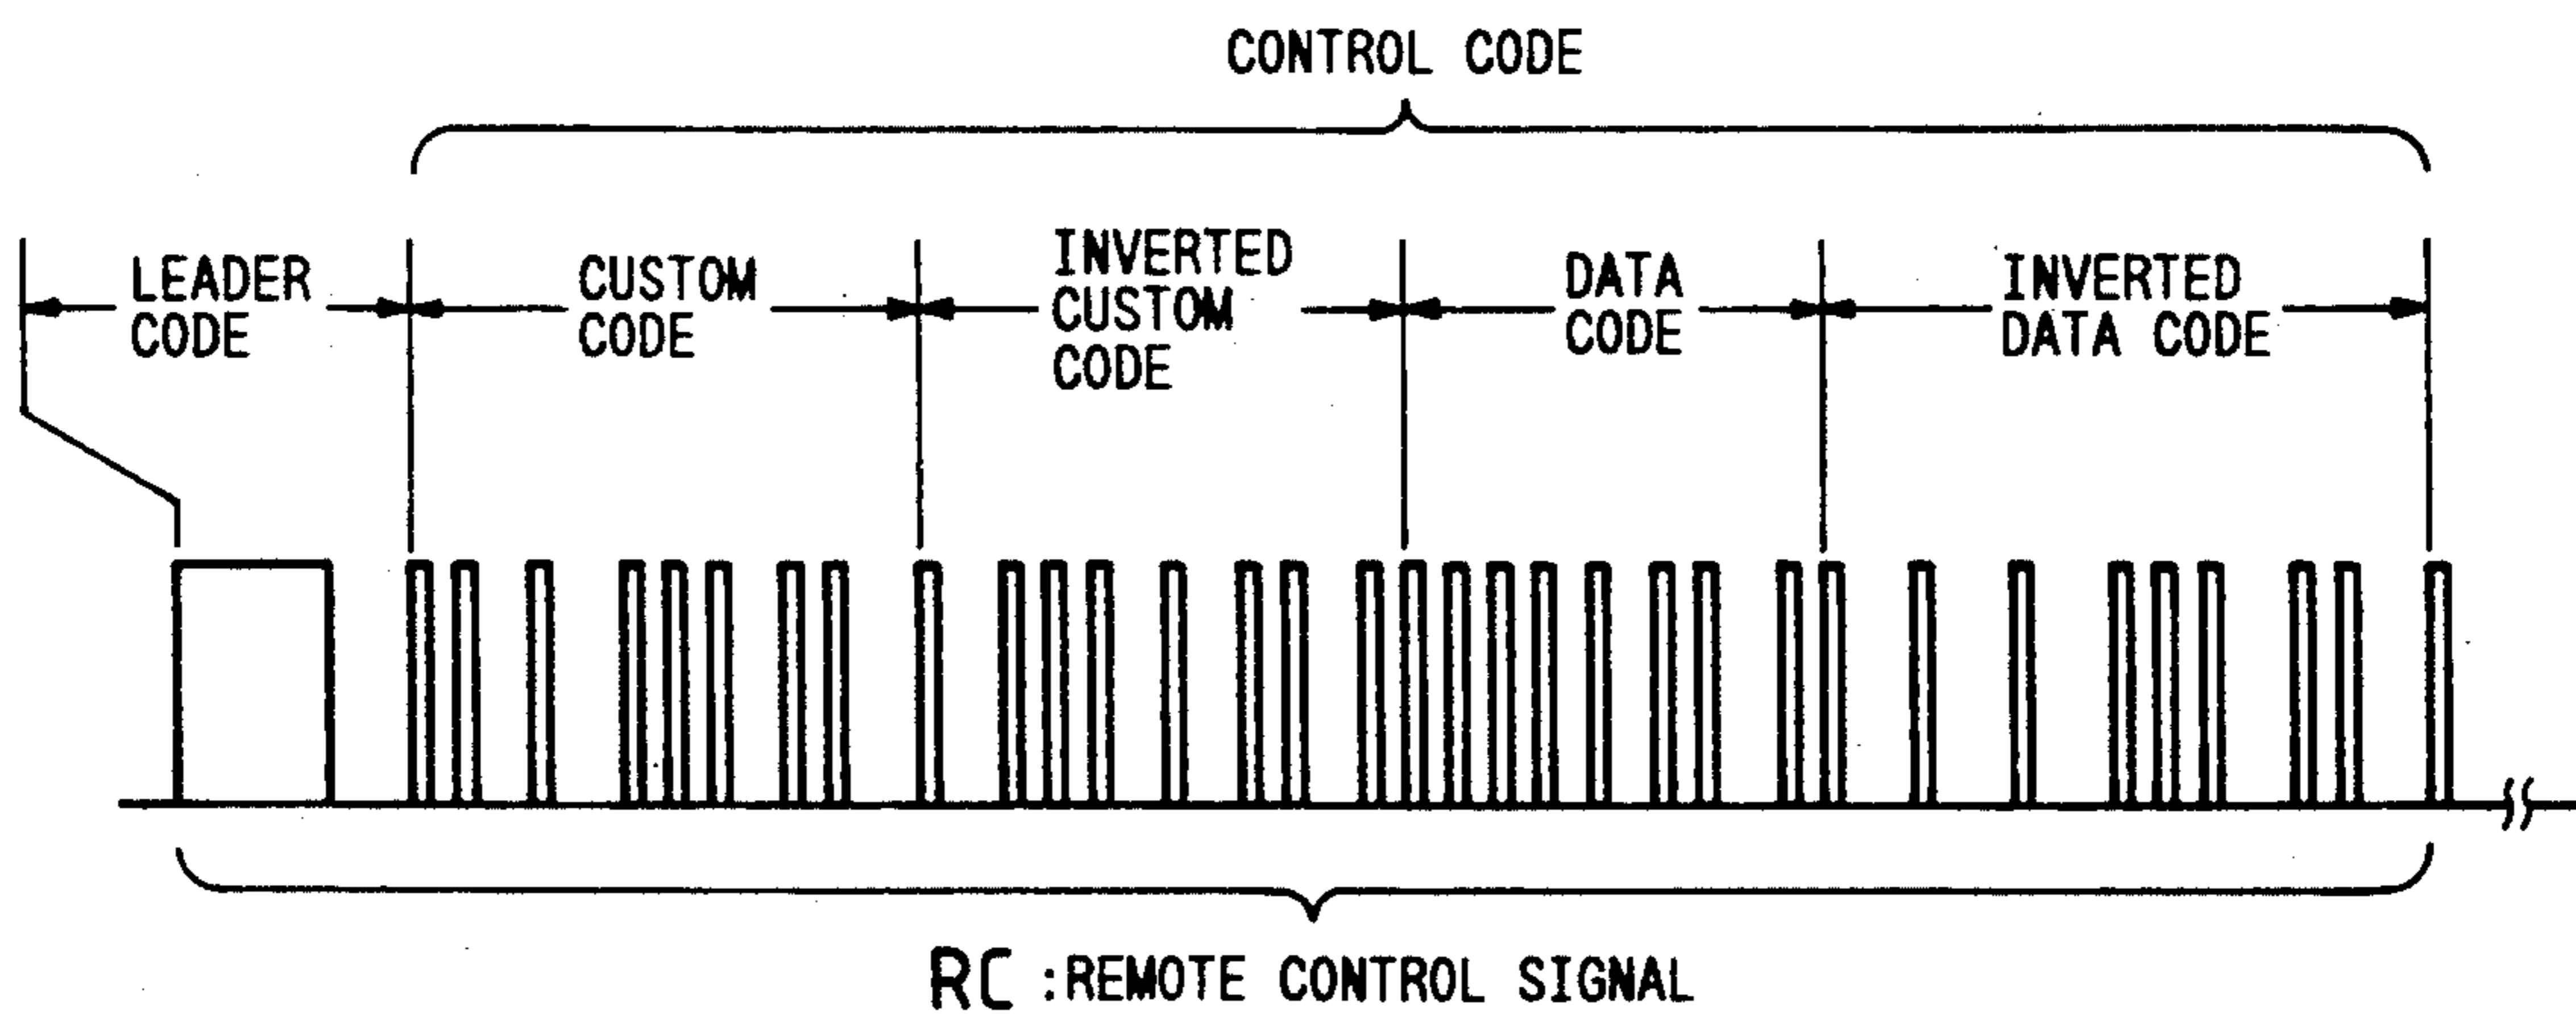 CONTROL CODE
LEADER
CODE
CUSTOM
CODE
INVERTED
CUSTOM
CODE
DATA
CODE
INVERTED
DATA CODE
RC :REMOTE CONTROL SIGNAL